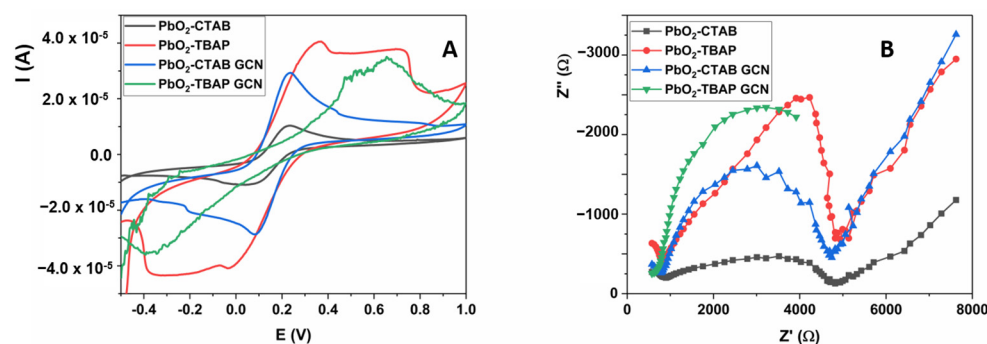 A
I (A)
4.0 x 10⁻⁵
2.0 x 10⁻⁵
0.0
−2.0 x 10⁻⁵
−4.0 x 10⁻⁵
PbO₂-CTAB
PbO₂-TBAP
PbO₂-CTAB GCN
PbO₂-TBAP GCN
-0.4 -0.2 0.0 0.2 0.4 0.6 0.8 1.0
E (V)
B
Z'' (Ω)
-3000
-2000
-1000
0
PbO₂-CTAB
PbO₂-TBAP
PbO₂-CTAB GCN
PbO₂-TBAP GCN
0 2000 4000 6000 8000
Z' (Ω)